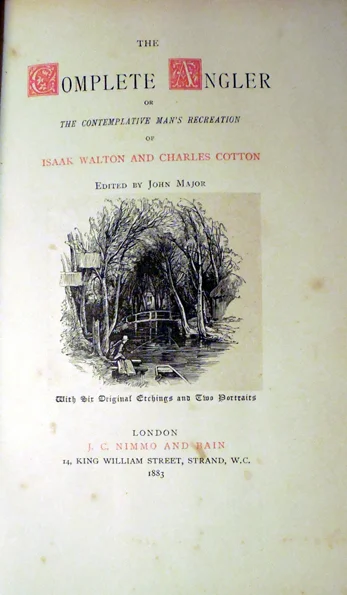 THE
COMPLETE ANGLER
OR
THE CONTEMPLATIVE MAN'S RECREATION
OF
ISAAK WALTON AND CHARLES COTTON
EDITED BY JOHN MAJOR
With Six Original Etchings and Two Portraits
LONDON
J. C. NIMMO AND BAIN
14, KING WILLIAM STREET, STRAND, W.C.
1883